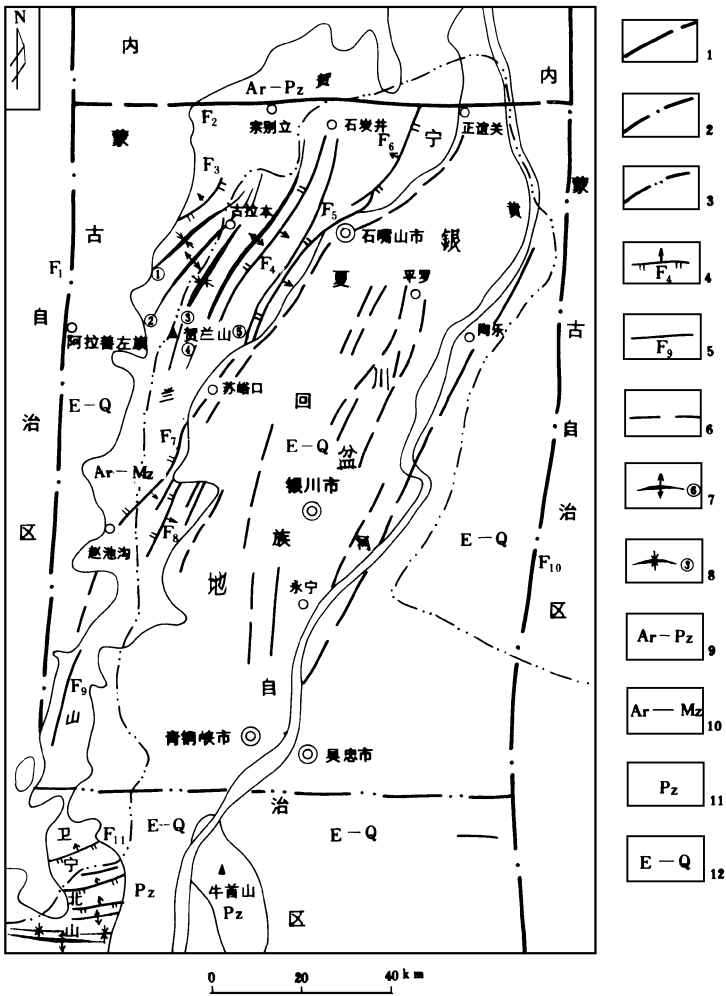 N
内
贺
内
Ar-Pz
F₂
宗别立
石炭井
F₆
宁
正谊关
蒙
F₃
蒙
古拉本
F₅
黄
古
石嘴山市
银
F₁
①
F₄
夏
平罗
自
②
③
④
⑤
贺兰山
陶乐
古
阿拉善左旗
川
兰
苏峪口
E-Q
回
治
F₇
E-Q
盆
自
Ar-Mz
银川市
治
区
赵池沟
F₈
族
河
E-Q
F₁₀
地
永宁
区
F₉
山
自
青铜峡市
吴忠市
治
卫
F₁₁
E-Q
E-Q
宁
北
Pz
牛首山
Pz
山
区
0 20 40 km
1
2
3
F₄ 4
F₉ 5
6
⑥ 7
③ 8
Ar-Pz 9
Ar—Mz 10
Pz 11
E-Q 12